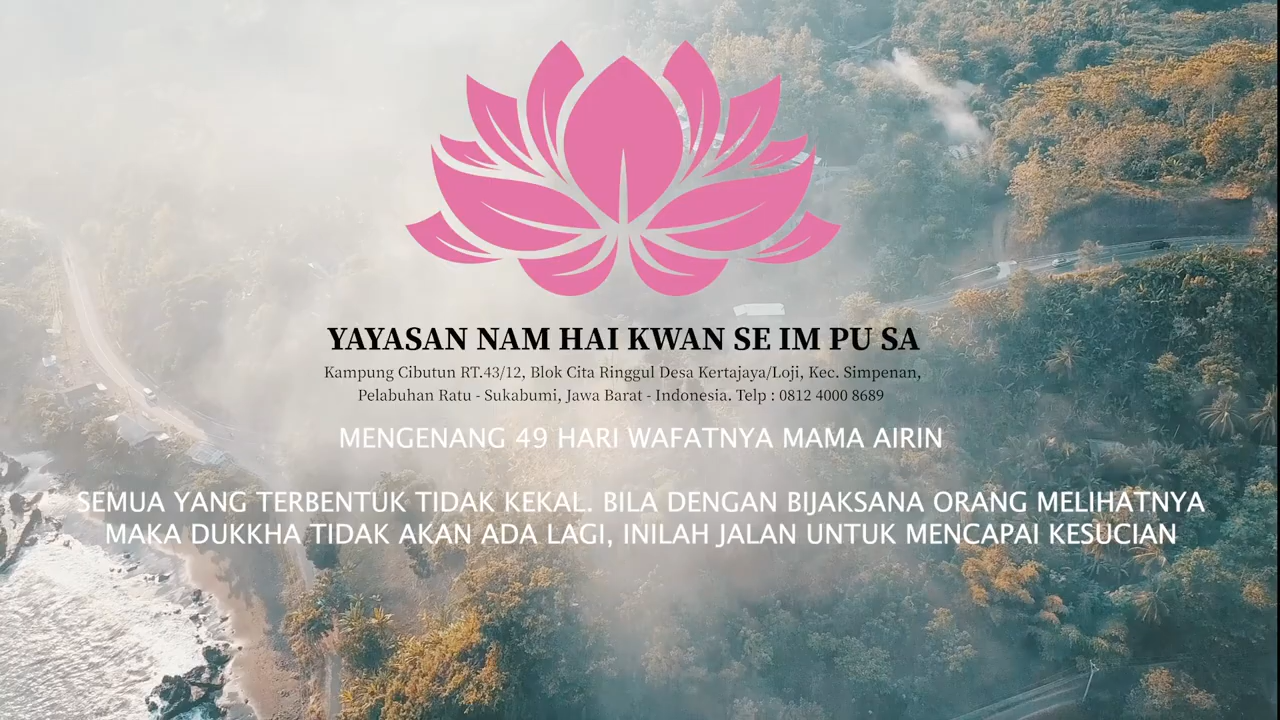 YAYASAN NAM HAI KWAN SE IM PU SA
Kampung Cibutun RT.43/12, Blok Cita Ringgul Desa Kertajaya/Loji, Kec. Simpenan,
Pelabuhan Ratu - Sukabumi, Jawa Barat - Indonesia. Telp : 0812 4000 8689
MENGENANG 49 HARI WAFATNYA MAMA AIRIN
SEMUA YANG TERBENTUK TIDAK KEKAL. BILA DENGAN BIJAKSANA ORANG MELIHATNYA
MAKA DUKKHA TIDAK AKAN ADA LAGI, INILAH JALAN UNTUK MENCAPAI KESUCIAN